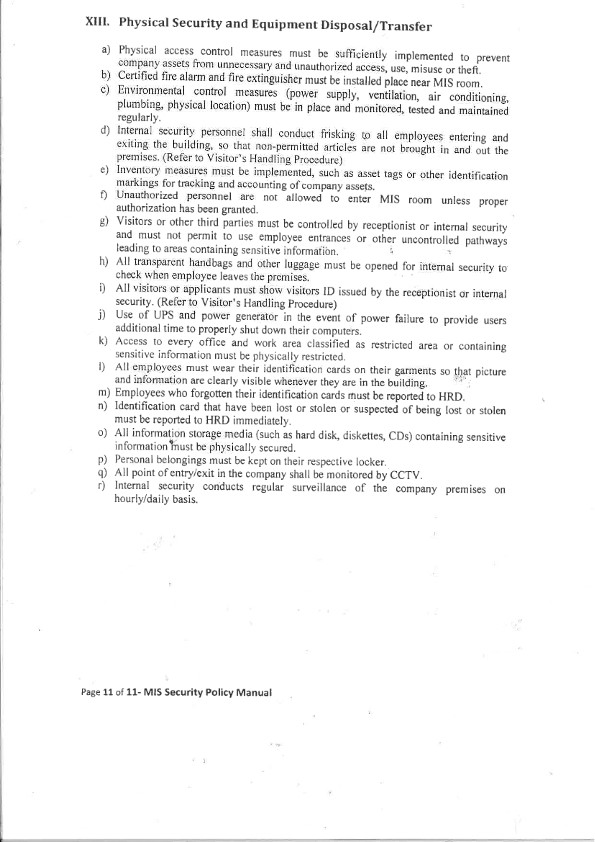 XIII. Physical Security and Equipment Disposal/Transfer
a) Physical access control measures must be sufficiently implemented to prevent
company assets from unnecessary and unauthorized access, use, misuse or theft.
b) Certified fire alarm and fire extinguisher must be installed place near MIS room.
c) Environmental control measures (power supply, ventilation, air conditioning,
plumbing, physical location) must be in place and monitored, tested and maintained
regularly.
d) Internal security personnel shall conduct frisking to all employees entering and
exiting the building, so that non-permitted articles are not brought in and out the
premises. (Refer to Visitor's Handling Procedure)
e) Inventory measures must be implemented, such as asset tags or other identification
markings for tracking and accounting of company assets.
f) Unauthorized personnel are not allowed to enter MIS room unless proper
authorization has been granted.
g) Visitors or other third parties must be controlled by receptionist or internal security
and must not permit to use employee entrances or other uncontrolled pathways
leading to areas containing sensitive information.
h) All transparent handbags and other luggage must be opened for internal security to
check when employee leaves the premises.
i) All visitors or applicants must show visitors ID issued by the receptionist or internal
security. (Refer to Visitor's Handling Procedure)
j) Use of UPS and power generator in the event of power failure to provide users
additional time to properly shut down their computers.
k) Access to every office and work area classified as restricted area or containing
sensitive information must be physically restricted.
l) All employees must wear their identification cards on their garments so that picture
and information are clearly visible whenever they are in the building.
m) Employees who forgotten their identification cards must be reported to HRD.
n) Identification card that have been lost or stolen or suspected of being lost or stolen
must be reported to HRD immediately.
o) All information storage media (such as hard disk, diskettes, CDs) containing sensitive
information must be physically secured.
p) Personal belongings must be kept on their respective locker.
q) All point of entry/exit in the company shall be monitored by CCTV.
r) Internal security conducts regular surveillance of the company premises on
hourly/daily basis.
Page 11 of 11- MIS Security Policy Manual